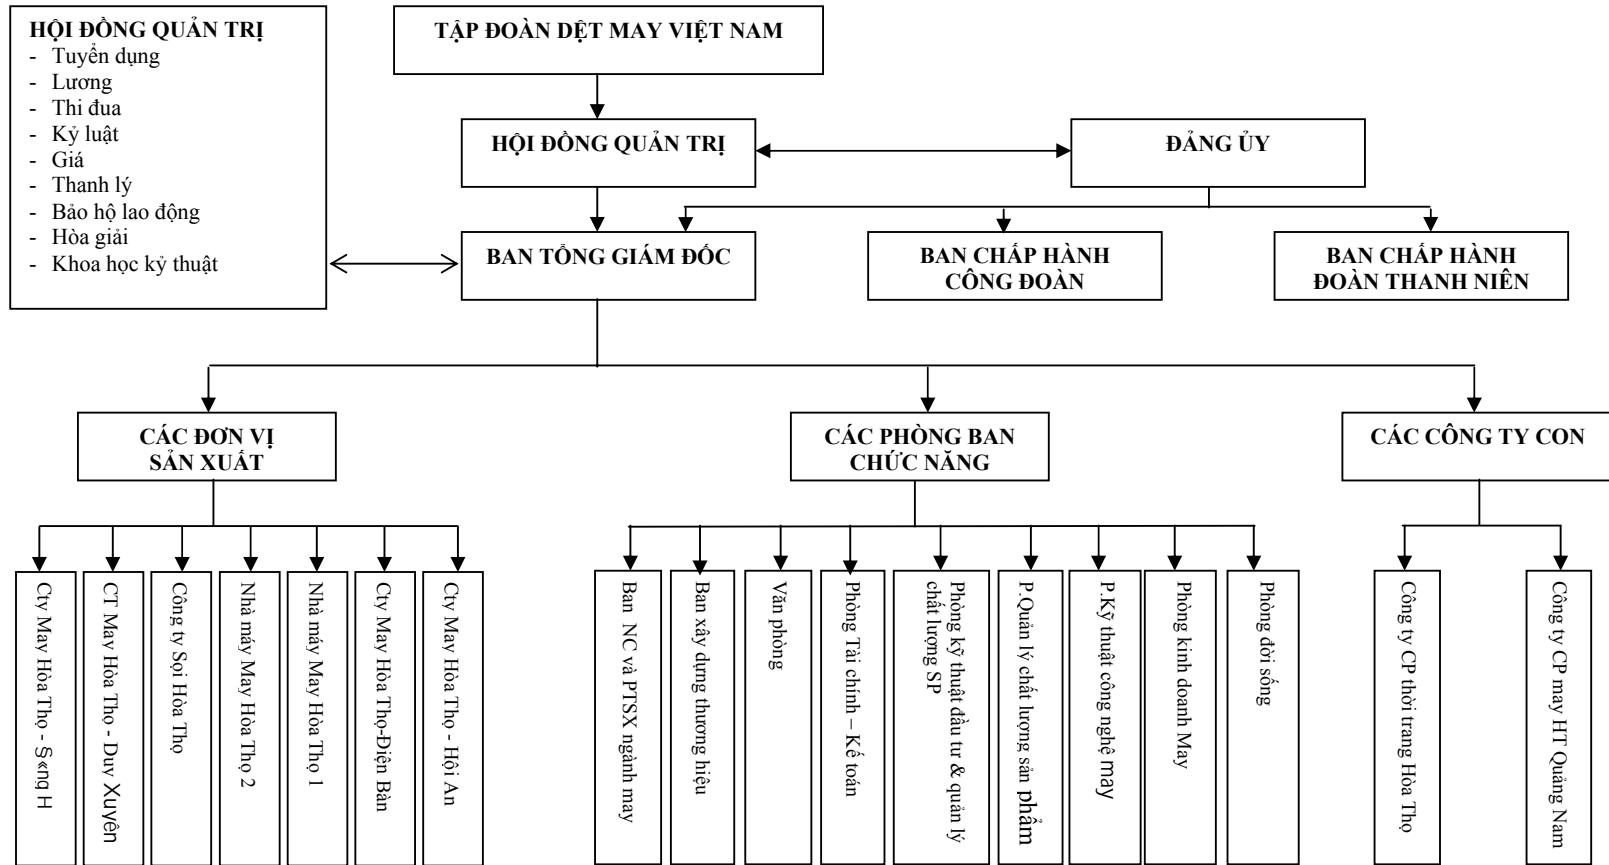 HỘI ĐỒNG QUẢN TRỊ
- Tuyển dụng
- Lương
- Thi đua
- Kỷ luật
- Giá
- Thanh lý
- Bảo hộ lao động
- Hòa giải
- Khoa học kỹ thuật
TẬP ĐOÀN DỆT MAY VIỆT NAM
HỘI ĐỒNG QUẢN TRỊ
ĐẢNG ỦY
BAN TỔNG GIÁM ĐỐC
BAN CHẤP HÀNH
CÔNG ĐOÀN
BAN CHẤP HÀNH
ĐOÀN THANH NIÊN
CÁC ĐƠN VỊ
SẢN XUẤT
CÁC PHÒNG BAN
CHỨC NĂNG
CÁC CÔNG TY CON
Cty May Hòa Thọ - §«ng H
CT May Hòa Thọ - Duy Xuyên
Công ty Sợi Hòa Thọ
Nhà máy May Hòa Thọ 2
Nhà máy May Hòa Thọ 1
Cty May Hòa Thọ-Điện Bàn
Cty May Hòa Thọ - Hội An
Ban NC và PTSX ngành may
Ban xây dựng thương hiệu
Văn phòng
Phòng Tài chính – Kế toán
Phòng kỹ thuật đầu tư & quản lý
chất lượng SP
P.Quản lý chất lượng sản phẩm
P.Kỹ thuật công nghệ may
Phòng kinh doanh May
Phòng đời sống
Công ty CP thời trang Hòa Thọ
Công ty CP may HT Quảng Nam